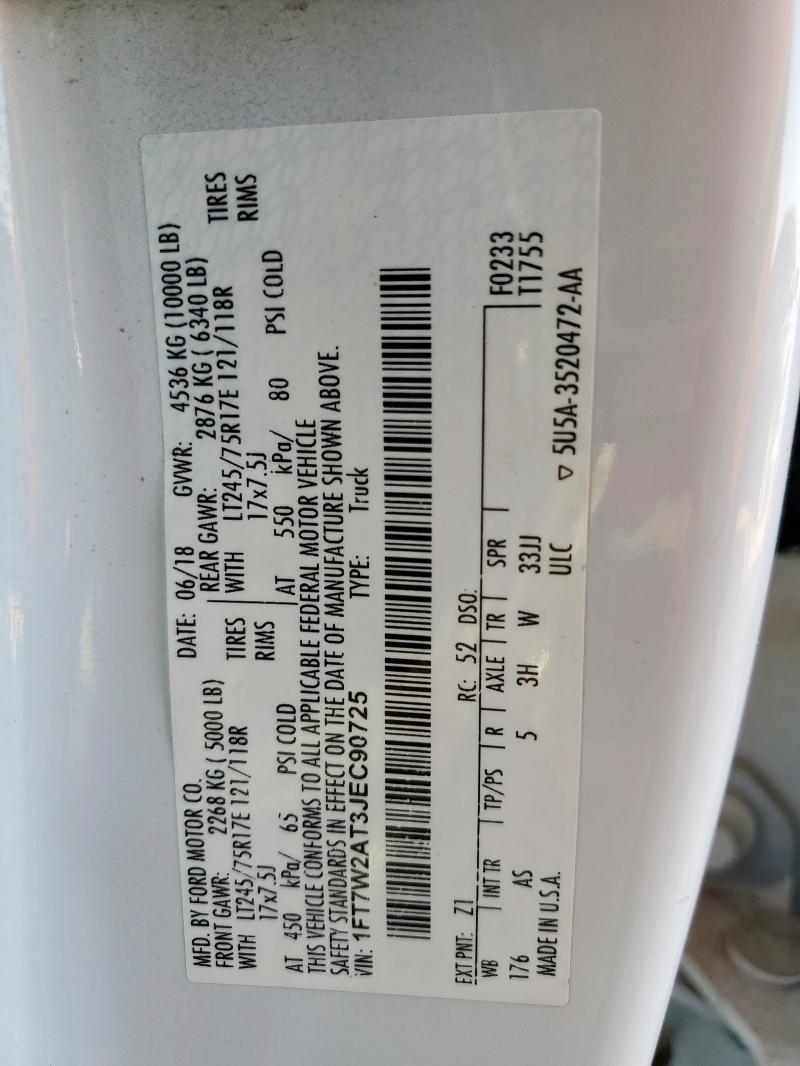 MFD. BY FORD MOTOR CO.
DATE: 06/18 GVWR: 4536 KG (10000 LB)
FRONT GAWR: 2268 KG ( 5000 LB) REAR GAWR: 2876 KG ( 6340 LB)
WITH LT245/75R17E 121/118R TIRES WITH LT245/75R17E 121/118R TIRES
17x7.5J RIMS 17x7.5J RIMS
AT 450 kPa/ 65 PSI COLD AT 550 kPa/ 80 PSI COLD
THIS VEHICLE CONFORMS TO ALL APPLICABLE FEDERAL MOTOR VEHICLE
SAFETY STANDARDS IN EFFECT ON THE DATE OF MANUFACTURE SHOWN ABOVE.
VIN: 1FT7W2AT3JEC90725 TYPE: Truck
EXT PNT: Z1 RC: 52 DSO:
WB INT TR TP/PS R AXLE TR SPR F0233
176 AS 5 3H W 33JJ T1755
MADE IN U.S.A. ULC ▽ 5U5A-3520472-AA